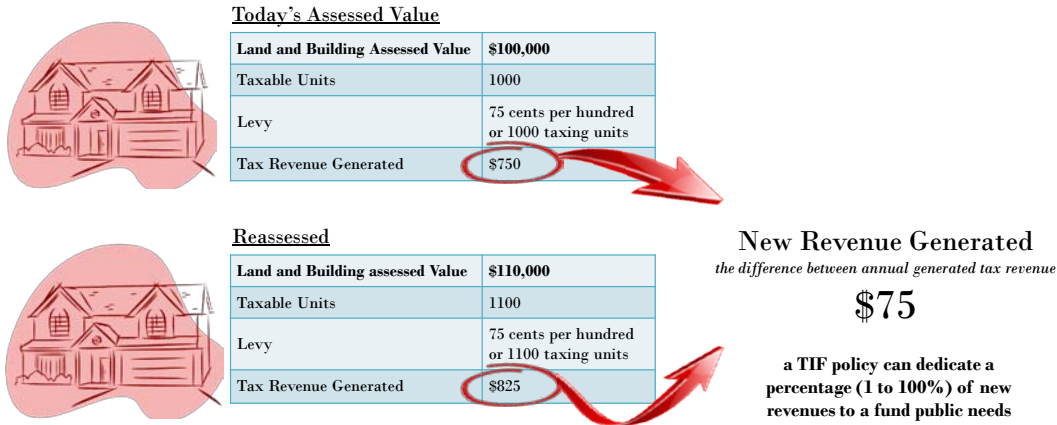 Today's Assessed Value
Land and Building Assessed Value $100,000
Taxable Units 1000
Levy 75 cents per hundred
or 1000 taxing units
Tax Revenue Generated $750
Reassessed
Land and Building assessed Value $110,000
Taxable Units 1100
Levy 75 cents per hundred
or 1100 taxing units
Tax Revenue Generated $825
New Revenue Generated
the difference between annual generated tax revenue
$75
a TIF policy can dedicate a
percentage (1 to 100%) of new
revenues to a fund public needs